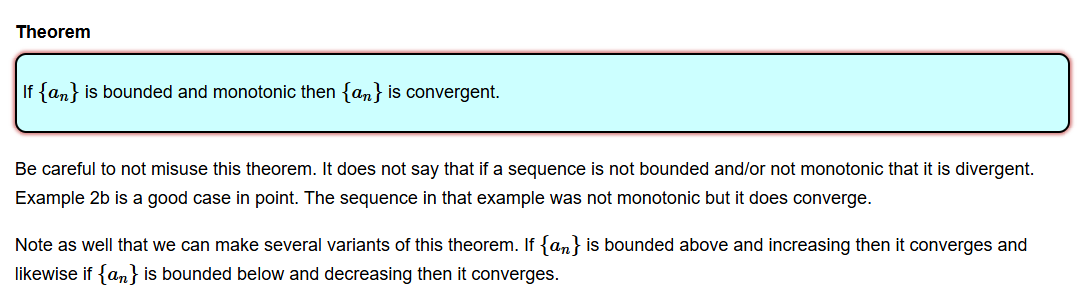 Theorem
If {aₙ} is bounded and monotonic then {aₙ} is convergent.
Be careful to not misuse this theorem. It does not say that if a sequence is not bounded and/or not monotonic that it is divergent.
Example 2b is a good case in point. The sequence in that example was not monotonic but it does converge.
Note as well that we can make several variants of this theorem. If {aₙ} is bounded above and increasing then it converges and
likewise if {aₙ} is bounded below and decreasing then it converges.